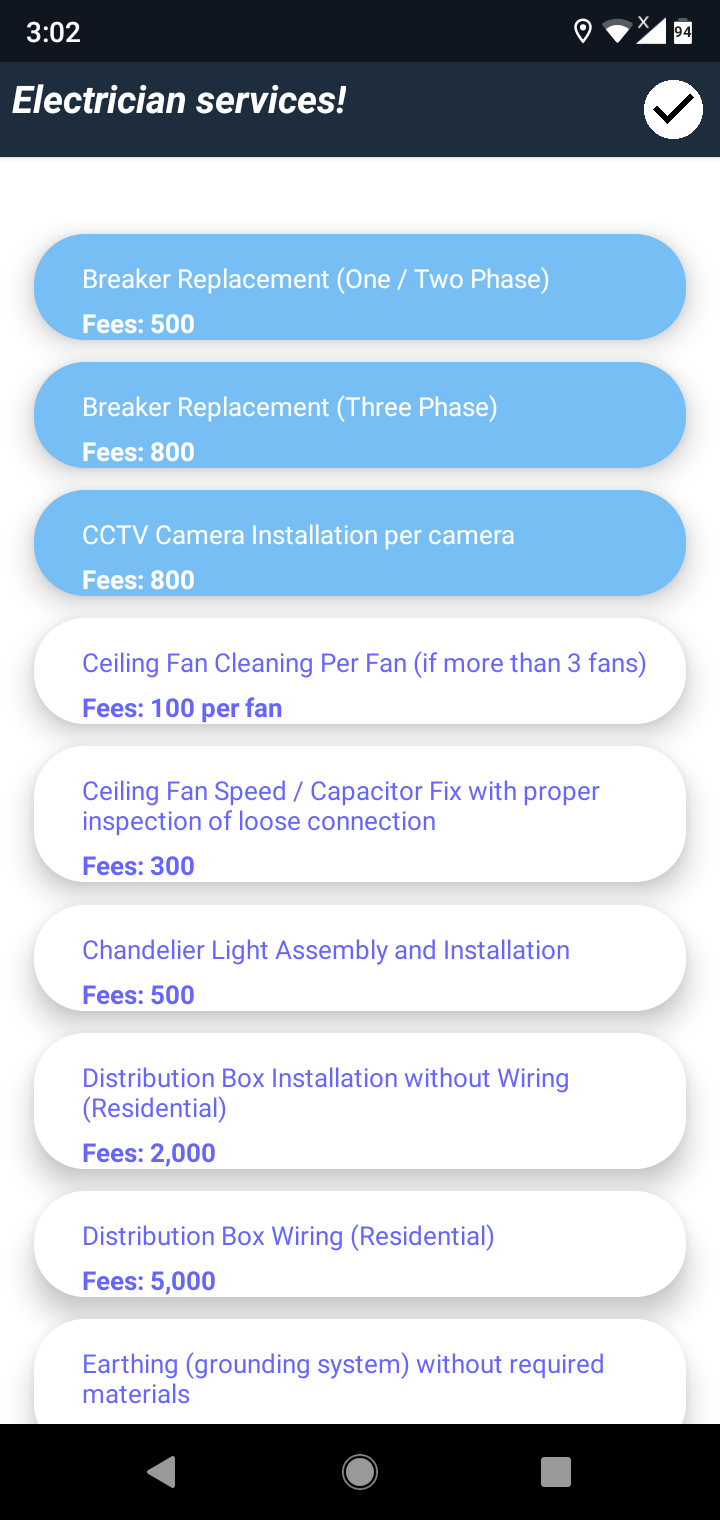 3:02
94
Electrician services!
Breaker Replacement (One / Two Phase)
Fees: 500
Breaker Replacement (Three Phase)
Fees: 800
CCTV Camera Installation per camera
Fees: 800
Ceiling Fan Cleaning Per Fan (if more than 3 fans)
Fees: 100 per fan
Ceiling Fan Speed / Capacitor Fix with proper
inspection of loose connection
Fees: 300
Chandelier Light Assembly and Installation
Fees: 500
Distribution Box Installation without Wiring
(Residential)
Fees: 2,000
Distribution Box Wiring (Residential)
Fees: 5,000
Earthing (grounding system) without required
materials